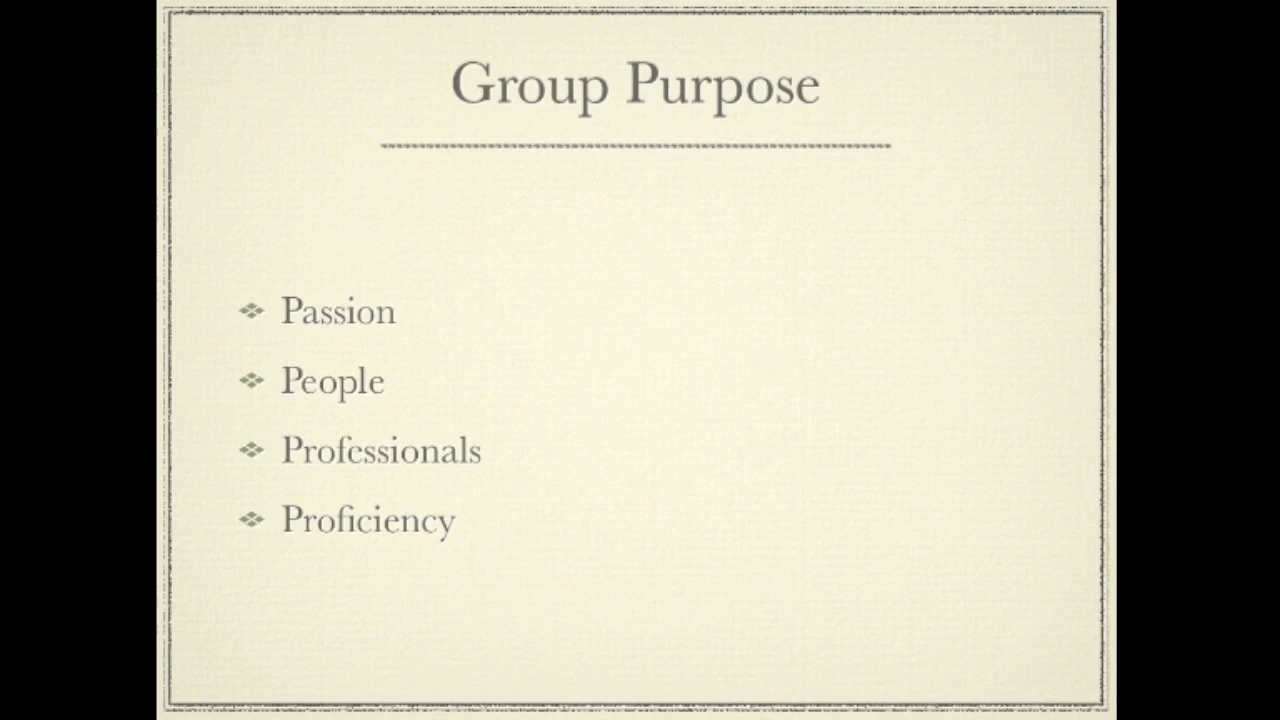 Group Purpose
Passion
People
Professionals
Proficiency